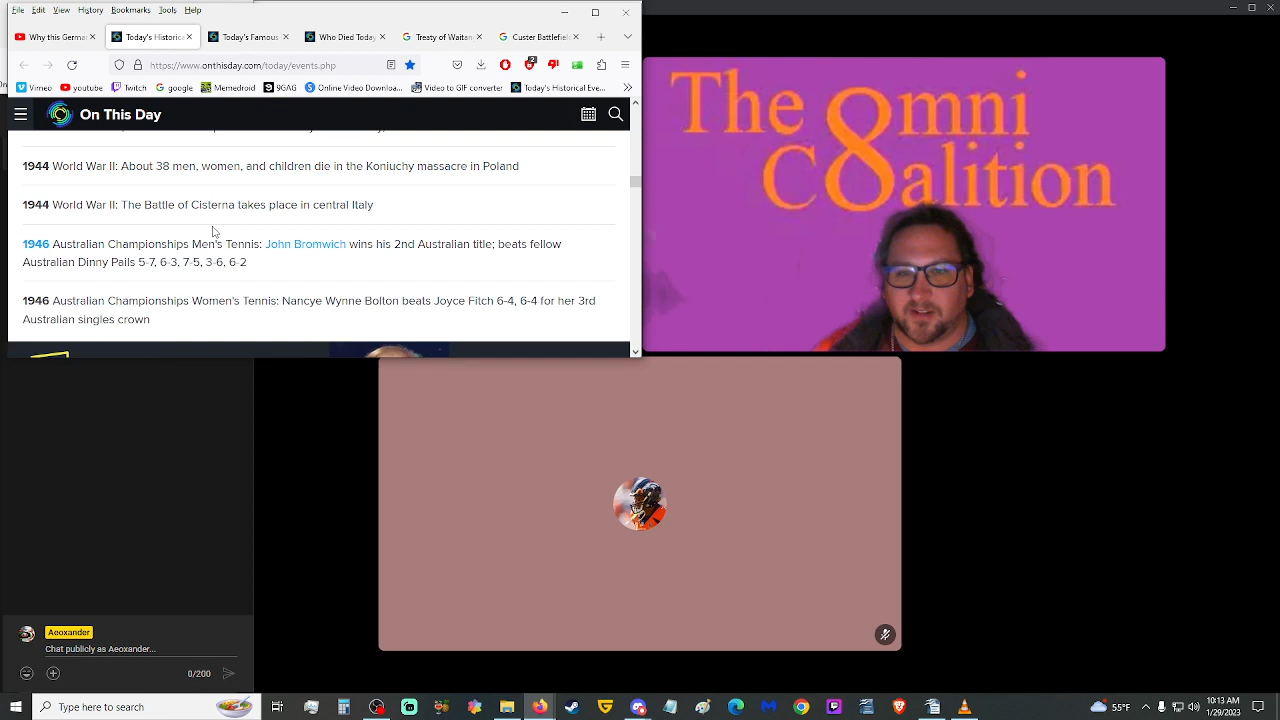 File Edit View History Bookmarks Tools Help
Why this Germa
Today's Historica
Today's Famous
Who Died Today
Treaty of Waitan
Custer Battlefiel
https://www.onthisday.com/today/events.php
2
Vimeo youtube Twitch google Memedroid 9GAG Online Video Download... Video to GIF converter Today's Historical Eve...
On This Day
1944 World War II: About 38 men, women, and children die in the Koniuchy massacre in Poland
1944 World War II: The Battle of Cisterna takes place in central Italy
1946 Australian Championships Men's Tennis: John Bromwich wins his 2nd Australian title; beats fellow
Australian Dinny Pails 5-7, 6-3, 7-5, 3-6, 6-2
1946 Australian Championships Women's Tennis: Nancye Wynne Bolton beats Joyce Fitch 6-4, 6-4 for her 3rd
Australian singles crown
The 8mni
C8alition
Aeoxander
Chat publicly as Aeoxander...
0/200
Type here to search
55°F
10:13 AM
1/29/2023